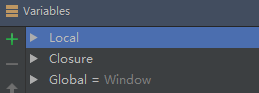 Variables
Local
Closure
Global = Window